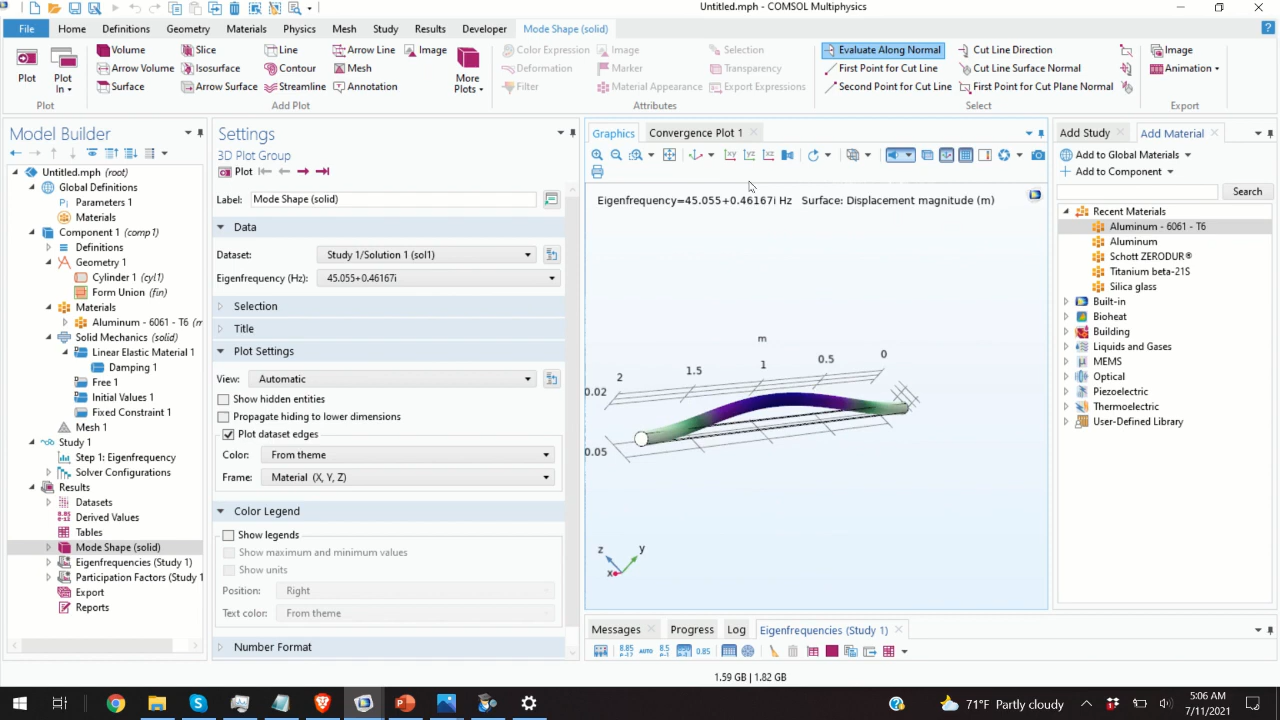 Untitled.mph - COMSOL Multiphysics
File Home Definitions Geometry Materials Physics Mesh Study Results Developer Mode Shape (solid)
Plot
Plot In
Volume Slice Line Arrow Line Image
Arrow Volume Isosurface Contour Mesh
Surface Arrow Surface Streamline Annotation
More Plots
Color Expression Image Selection
Deformation Marker Transparency
Filter Material Appearance Export Expressions
Evaluate Along Normal Cut Line Direction
First Point for Cut Line Cut Line Surface Normal
Second Point for Cut Line First Point for Cut Plane Normal
Image
Animation
Plot Add Plot Attributes Select Export
Model Builder
Untitled.mph (root)
Global Definitions
Parameters 1
Materials
Component 1 (comp1)
Definitions
Geometry 1
Cylinder 1 (cyl1)
Form Union (fin)
Materials
Aluminum - 6061 - T6 (m
Solid Mechanics (solid)
Linear Elastic Material 1
Damping 1
Free 1
Initial Values 1
Fixed Constraint 1
Mesh 1
Study 1
Step 1: Eigenfrequency
Solver Configurations
Results
Datasets
Derived Values
Tables
Mode Shape (solid)
Eigenfrequencies (Study 1)
Participation Factors (Study 1
Export
Reports
Settings
3D Plot Group
Plot
Label: Mode Shape (solid)
Data
Dataset: Study 1/Solution 1 (sol1)
Eigenfrequency (Hz): 45.055+0.46167i
Selection
Title
Plot Settings
View: Automatic
Show hidden entities
Propagate hiding to lower dimensions
Plot dataset edges
Color: From theme
Frame: Material (X, Y, Z)
Color Legend
Show legends
Show maximum and minimum values
Show units
Position: Right
Text color: From theme
Number Format
Graphics Convergence Plot 1
Eigenfrequency=45.055+0.46167i Hz Surface: Displacement magnitude (m)
m
2 1.5 1 0.5 0
0.02
0.05
z y x
Messages Progress Log Eigenfrequencies (Study 1)
8.85 e-12 AUTO 8.5 0.85
Add Study Add Material
Add to Global Materials
Add to Component
Search
Recent Materials
Aluminum - 6061 - T6
Aluminum
Schott ZERODUR®
Titanium beta-21S
Silica glass
Built-in
Bioheat
Building
Liquids and Gases
MEMS
Optical
Piezoelectric
Thermoelectric
User-Defined Library
1.59 GB | 1.82 GB
71°F Partly cloudy
5:06 AM
7/11/2021